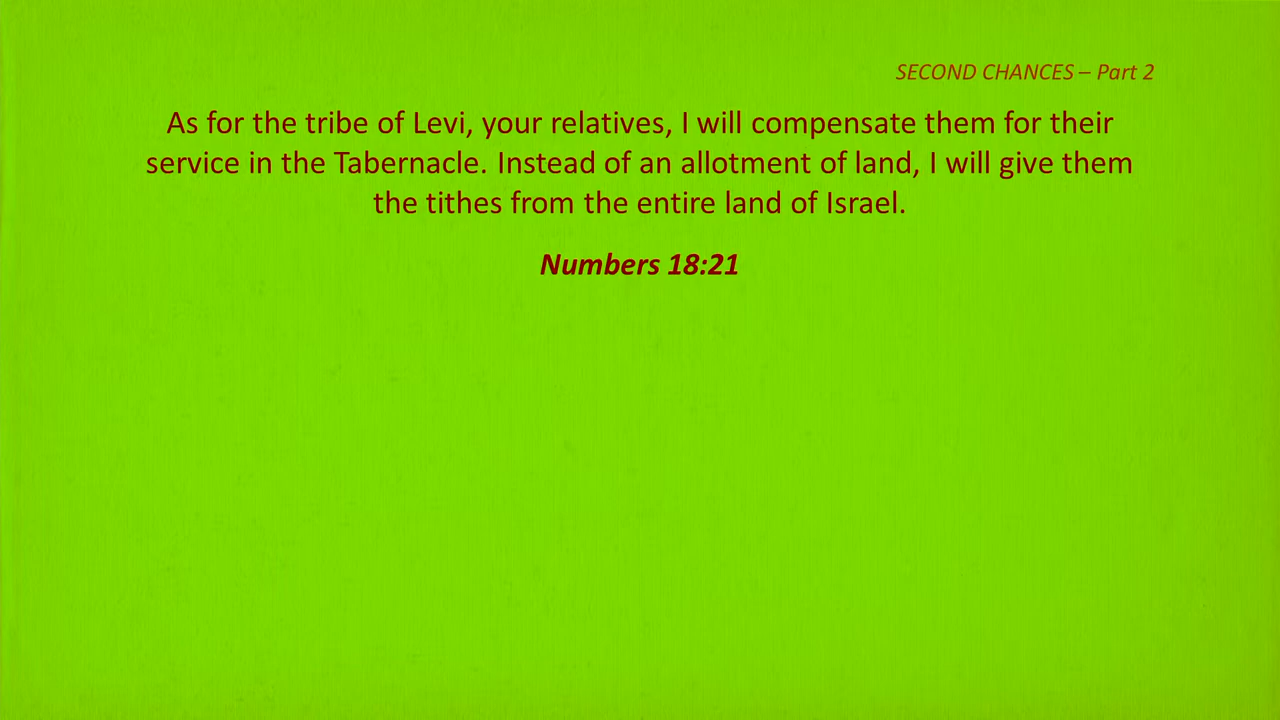 SECOND CHANCES – Part 2
As for the tribe of Levi, your relatives, I will compensate them for their
service in the Tabernacle. Instead of an allotment of land, I will give them
the tithes from the entire land of Israel.
Numbers 18:21